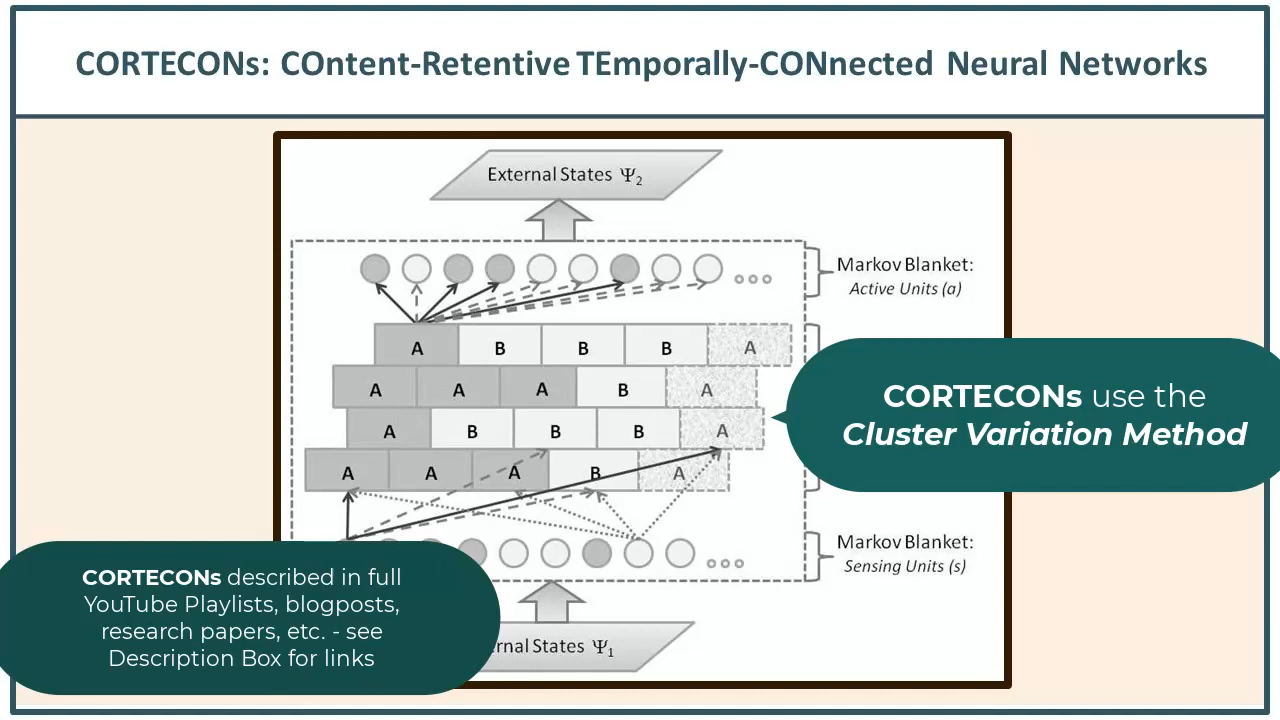 CORTECONs: COntent-Retentive TEmporally-CONnected Neural Networks
External States Ψ2
Markov Blanket:
Active Units (a)
A B B B A
A A A B A
A B B B A
A A A B A
CORTECONs use the
Cluster Variation Method
Markov Blanket:
Sensing Units (s)
CORTECONs described in full
YouTube Playlists, blogposts,
research papers, etc. - see
Description Box for links
States Ψ1